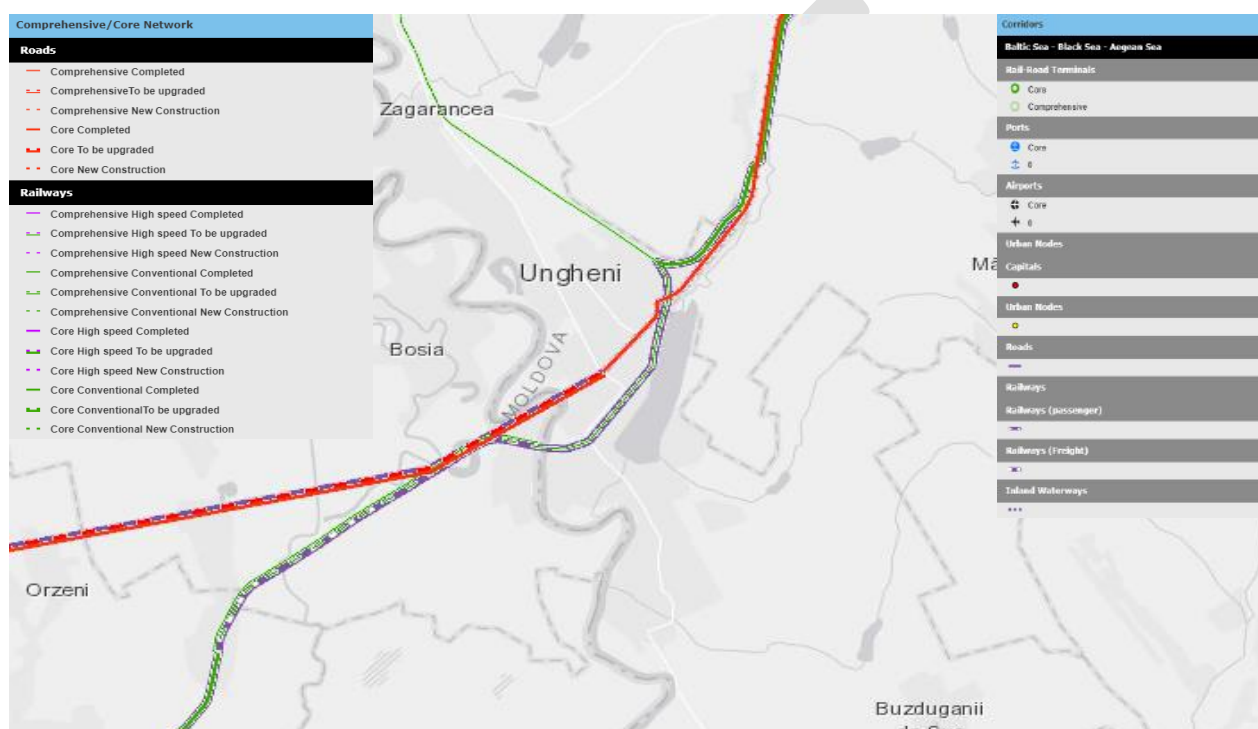 Comprehensive/Core Network
Roads
Comprehensive Completed
ComprehensiveTo be upgraded
Comprehensive New Construction
Core Completed
Core To be upgraded
Core New Construction
Railways
Comprehensive High speed Completed
Comprehensive High speed To be upgraded
Comprehensive High speed New Construction
Comprehensive Conventional Completed
Comprehensive Conventional To be upgraded
Comprehensive Conventional New Construction
Core High speed Completed
Core High speed To be upgraded
Core High speed New Construction
Core Conventional Completed
Core ConventionalTo be upgraded
Core Conventional New Construction
Zagarancea
Ungheni
Bosia
MOLDOVA
Orzeni
Buzduganii
Corridors
Baltic Sea - Black Sea - Aegean Sea
Rail-Road Terminals
Core
Comprehensive
Ports
Core
0
Airports
Core
0
Urban Nodes
Capitals
Urban Nodes
Roads
Railways
Railways (passenger)
Railways (Freight)
Inland Waterways